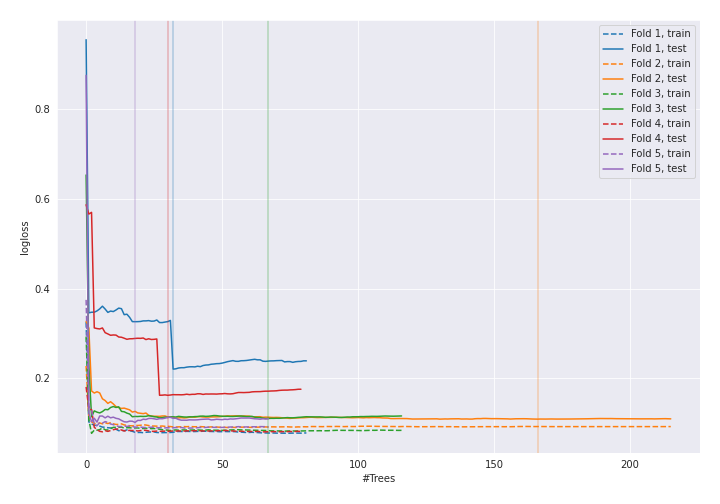 logloss
0.8
0.6
0.4
0.2
0
50
100
150
200
#Trees
Fold 1, train
Fold 1, test
Fold 2, train
Fold 2, test
Fold 3, train
Fold 3, test
Fold 4, train
Fold 4, test
Fold 5, train
Fold 5, test